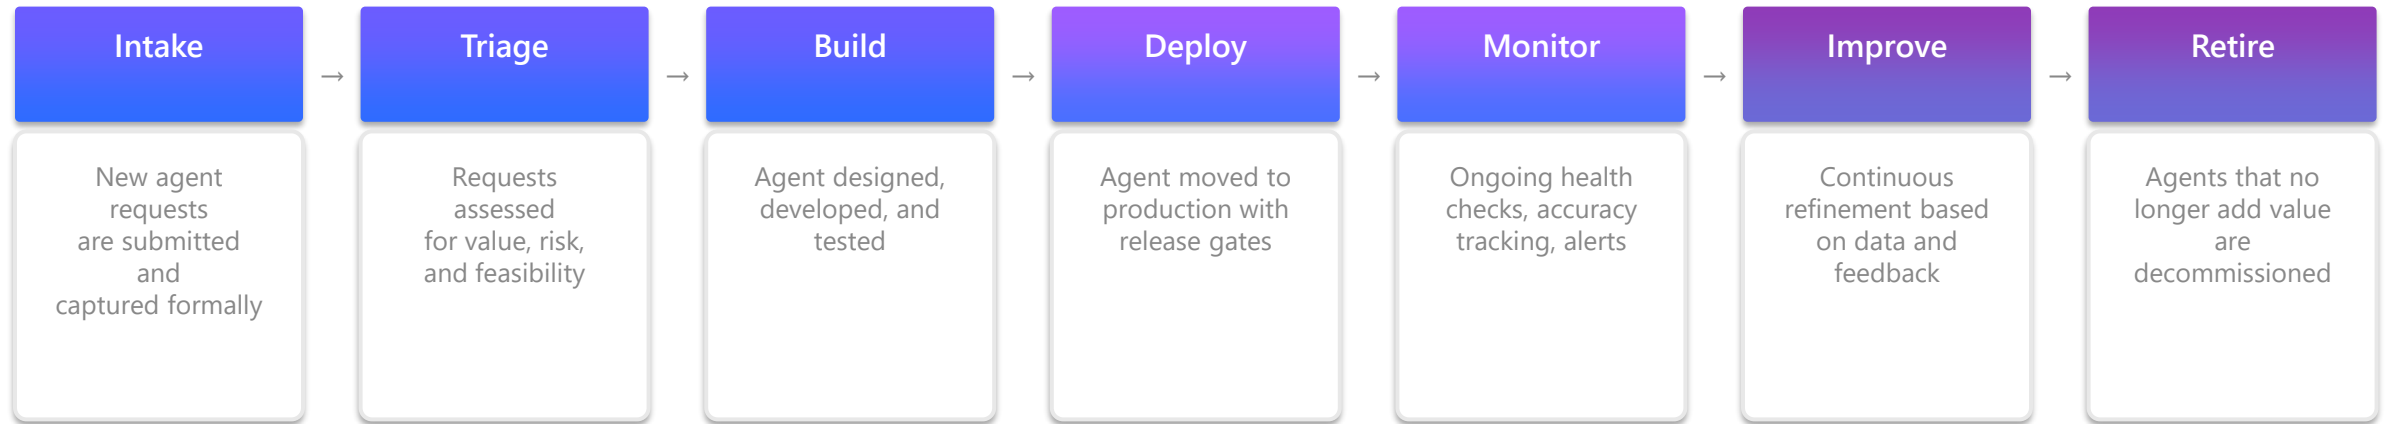 Intake
→
Triage
→
Build
→
Deploy
→
Monitor
→
Improve
→
Retire
New agent
requests
are submitted
and
captured formally
Requests
assessed
for value, risk,
and feasibility
Agent designed,
developed, and
tested
Agent moved to
production with
release gates
Ongoing health
checks, accuracy
tracking, alerts
Continuous
refinement based
on data and
feedback
Agents that no
longer add value
are
decommissioned